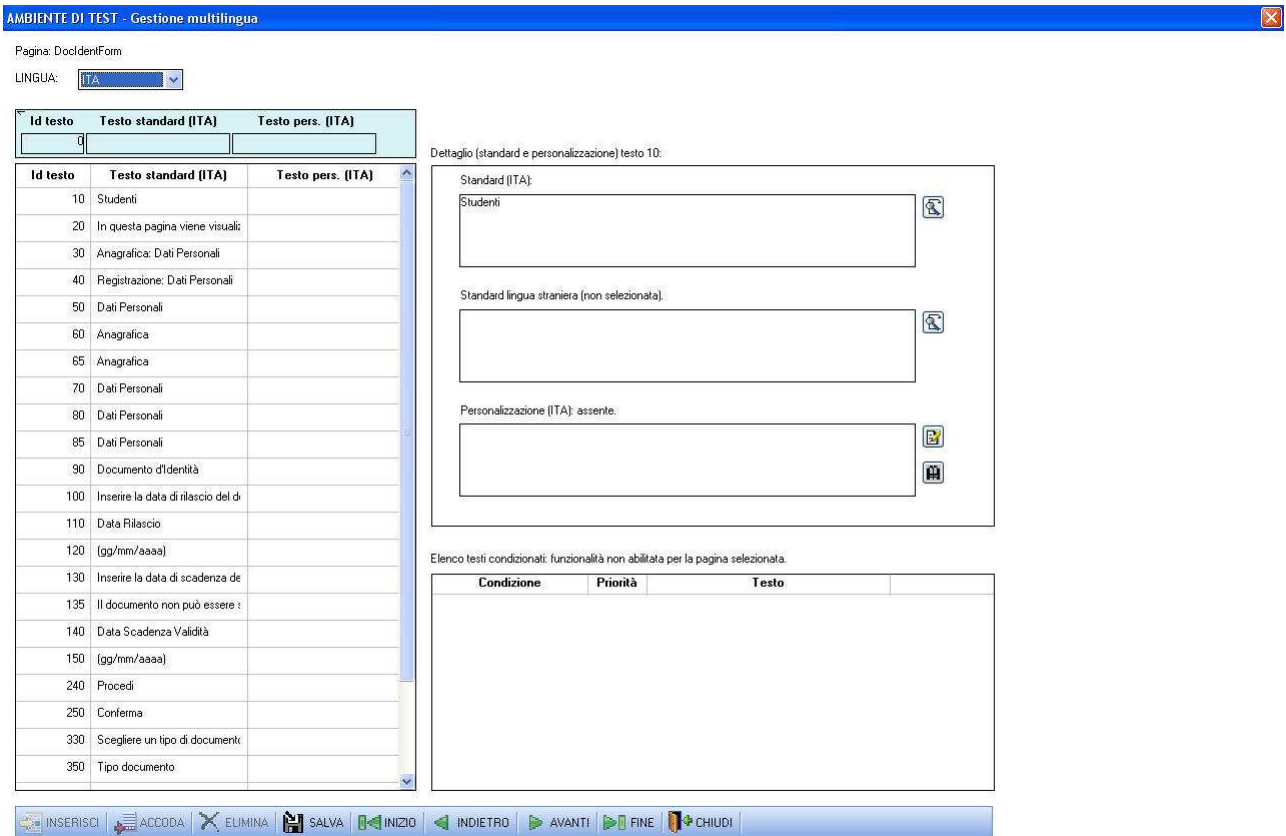 AMBIENTE DI TEST - Gestione multilingua
Pagina: DocIdentForm
LINGUA: ITA
Id testo Testo standard (ITA) Testo pers. (ITA)
0
Id testo Testo standard (ITA) Testo pers. (ITA)
10 Studenti
20 In questa pagina viene visualiz
30 Anagrafica: Dati Personali
40 Registrazione: Dati Personali
50 Dati Personali
60 Anagrafica
65 Anagrafica
70 Dati Personali
80 Dati Personali
85 Dati Personali
90 Documento d'Identità
100 Inserire la data di rilascio del
110 Data Rilascio
120 (gg/mm/aaaa)
130 Inserire la data di scadenza de
135 Il documento non può essere
140 Data Scadenza Validità
150 (gg/mm/aaaa)
240 Procedi
250 Conferma
330 Scegliere un tipo di documento
350 Tipo documento
Dettaglio (standard e personalizzazione) testo 10:
Standard (ITA):
Studenti
Standard lingua straniera (non selezionata).
Personalizzazione (ITA): assente.
Elenco testi condizionati: funzionalità non abilitata per la pagina selezionata.
Condizione Priorità Testo
INSERISCI ACCODA ELIMINA SALVA INIZIO INDIETRO AVANTI FINE CHIUDI